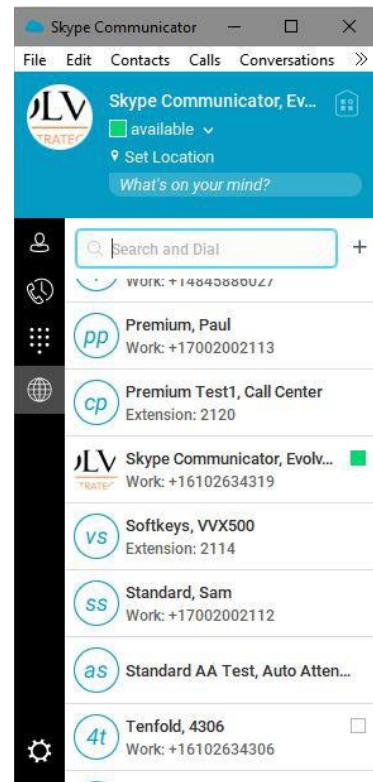 Skype Communicator
File Edit Contacts Calls Conversations »
Skype Communicator, Ev...
available
Set Location
What's on your mind?
Search and Dial
Work: +14845886027
pp
Premium, Paul
Work: +17002002113
cp
Premium Test1, Call Center
Extension: 2120
Skype Communicator, Evolv...
Work: +16102634319
vs
Softkeys, VVX500
Extension: 2114
ss
Standard, Sam
Work: +17002002112
as
Standard AA Test, Auto Atten...
4t
Tenfold, 4306
Work: +16102634306